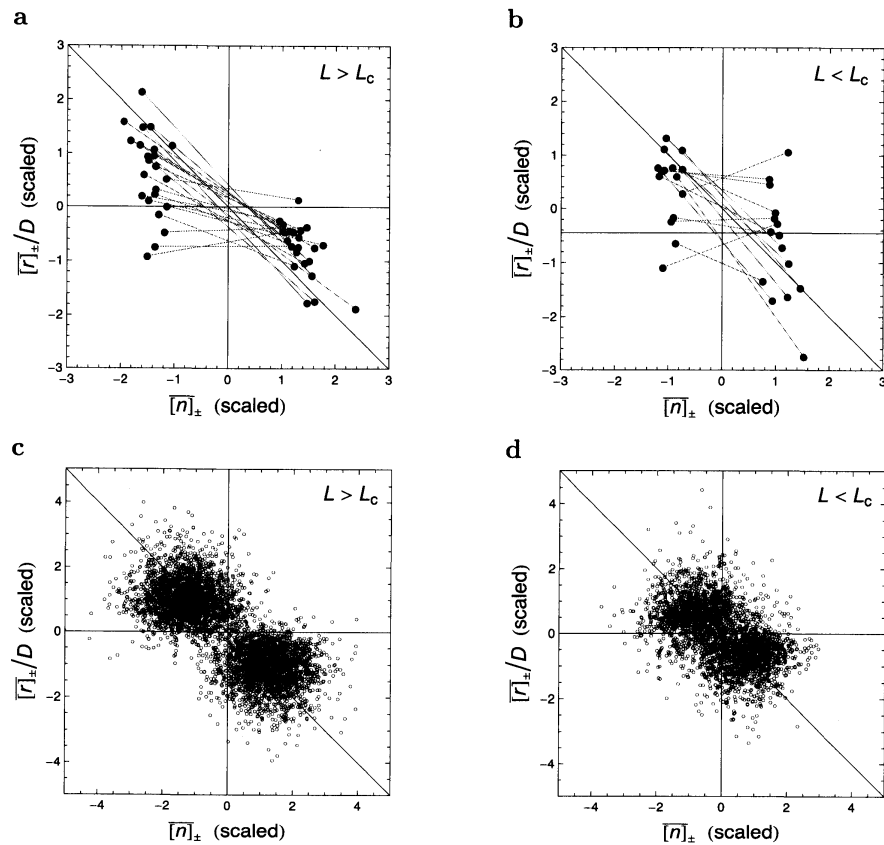 a
L > Lc
3
2
1
0
−1
−2
−3
−3 −2 −1 0 1 2 3
[r]±/D (scaled)
[n]± (scaled)
b
L < Lc
3
2
1
0
−1
−2
−3
−3 −2 −1 0 1 2 3
[r]±/D (scaled)
[n]± (scaled)
c
L > Lc
4
2
0
−2
−4
−4 −2 0 2 4
[r]±/D (scaled)
[n]± (scaled)
d
L < Lc
4
2
0
−2
−4
−4 −2 0 2 4
[r]±/D (scaled)
[n]± (scaled)